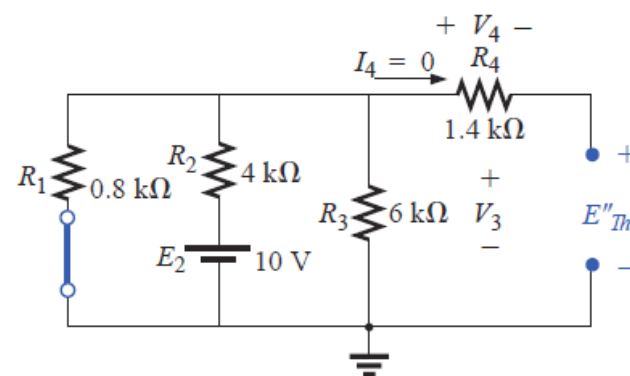 + V4 −
I4 = 0 R4
1.4 kΩ
R1 0.8 kΩ
R2 4 kΩ
E2 10 V
R3 6 kΩ
+
V3
−
+
E″Th
−